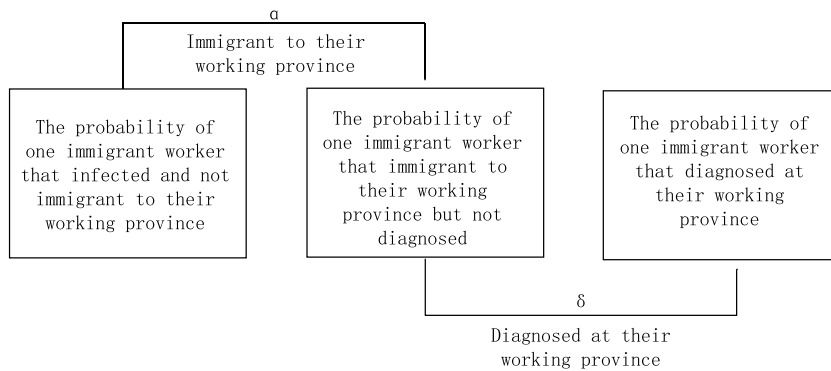 α
Immigrant to their
working province
The probability of
one immigrant worker
that infected and not
immigrant to their
working province
The probability of
one immigrant worker
that immigrant to
their working
province but not
diagnosed
The probability of
one immigrant worker
that diagnosed at
their working
province
δ
Diagnosed at their
working province